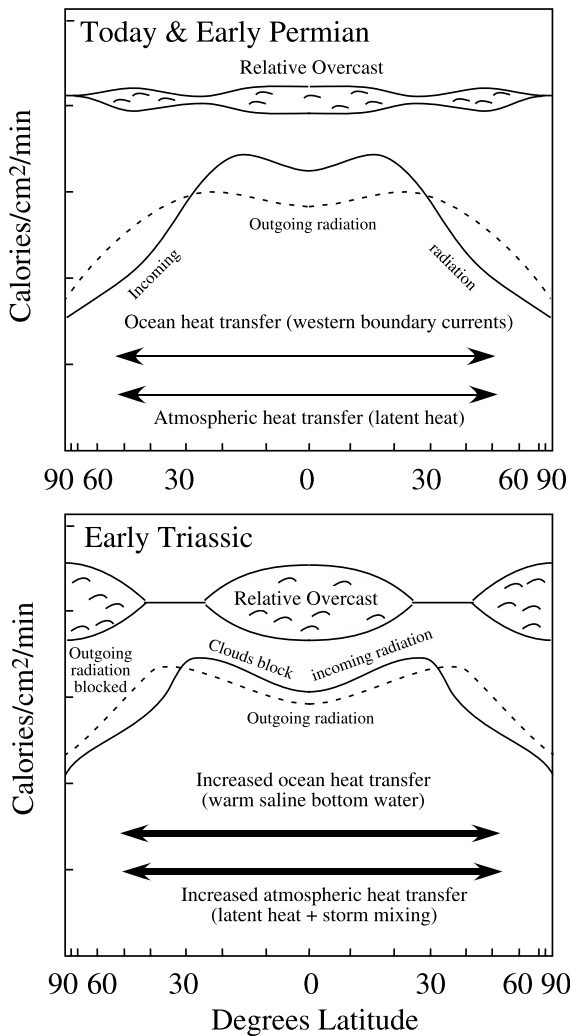 Today & Early Permian
Relative Overcast
Calories/cm2/min
Outgoing radiation
Incoming
radiation
Ocean heat transfer (western boundary currents)
Atmospheric heat transfer (latent heat)
90 60 30 0 30 60 90
Early Triassic
Relative Overcast
Calories/cm2/min
Outgoing
radiation
blocked
Clouds block
incoming radiation
Outgoing radiation
Increased ocean heat transfer
(warm saline bottom water)
Increased atmospheric heat transfer
(latent heat + storm mixing)
90 60 30 0 30 60 90
Degrees Latitude